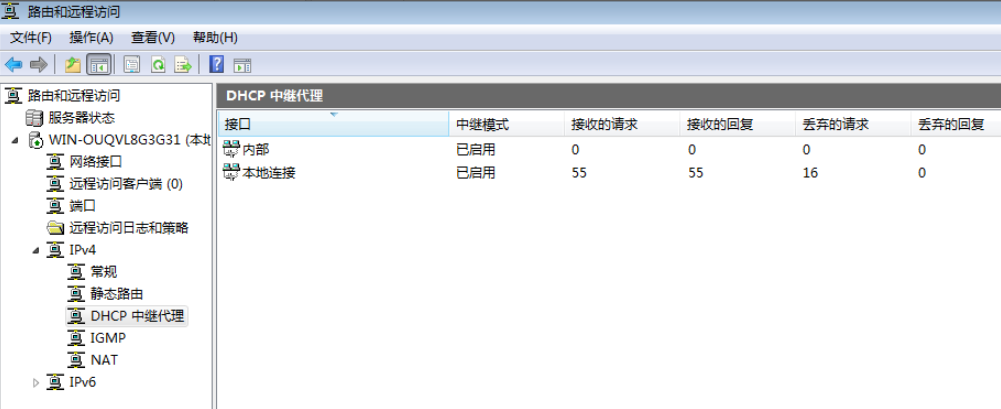 路由和远程访问
文件(F) 操作(A) 查看(V) 帮助(H)
路由和远程访问
服务器状态
WIN-OUQVL8G3G31 (本地
网络接口
远程访问客户端 (0)
端口
远程访问日志和策略
IPv4
常规
静态路由
DHCP 中继代理
IGMP
NAT
IPv6
DHCP 中继代理
接口 中继模式 接收的请求 接收的回复 丢弃的请求 丢弃的回复
内部 已启用 0 0 0 0
本地连接 已启用 55 55 16 0